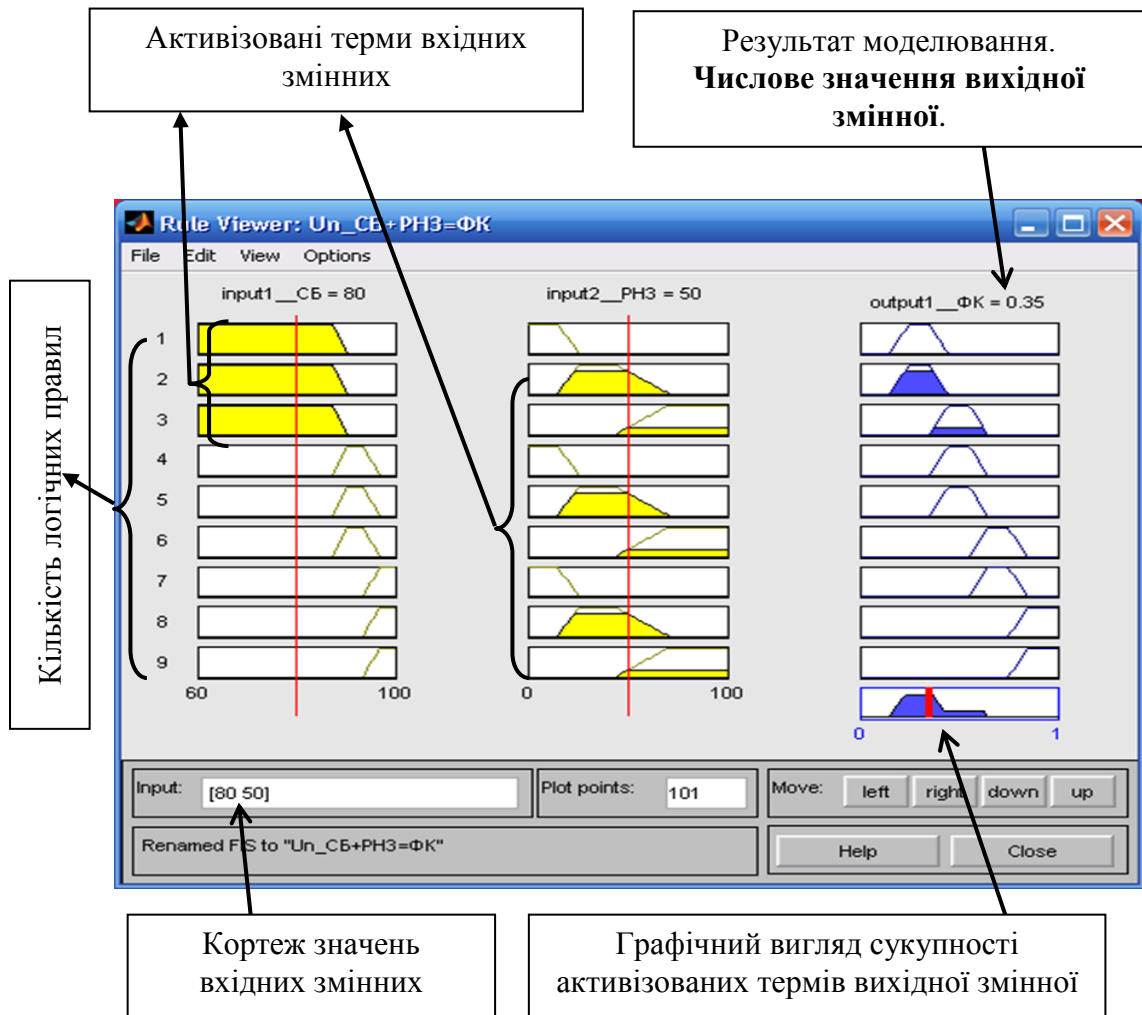 Активізовані терми вхідних
змінних
Результат моделювання.
Числове значення вихідної
змінної.
Rule Viewer: Un_СБ+РНЗ=ФК
File Edit View Options
Кількість логічних правил
input1__СБ = 80
input2__РНЗ = 50
output1__ФК = 0.35
1
2
3
4
5
6
7
8
9
60 100
0 100
0 1
Input: [80 50]
Plot points: 101
Move: left right down up
Renamed FIS to "Un_СБ+РНЗ=ФК"
Help Close
Кортеж значень
вхідних змінних
Графічний вигляд сукупності
активізованих термів вихідної змінної